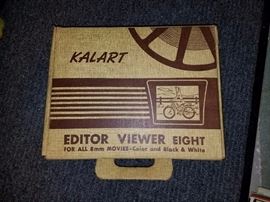 KALART
EDITOR VIEWER EIGHT
FOR ALL 8mm MOVIES-Color and Black & White